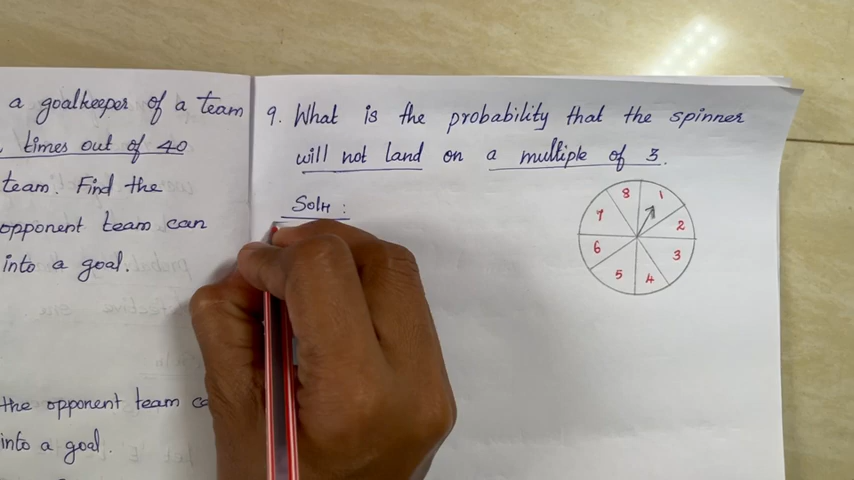 a goalkeeper of a team
times out of 40
team. Find the
opponent team can
into a goal.
the opponent team
into a goal.
9. What is the probability that the spinner
will not land on a multiple of 3.
Soln :
8 1
7 2
6 3
5 4